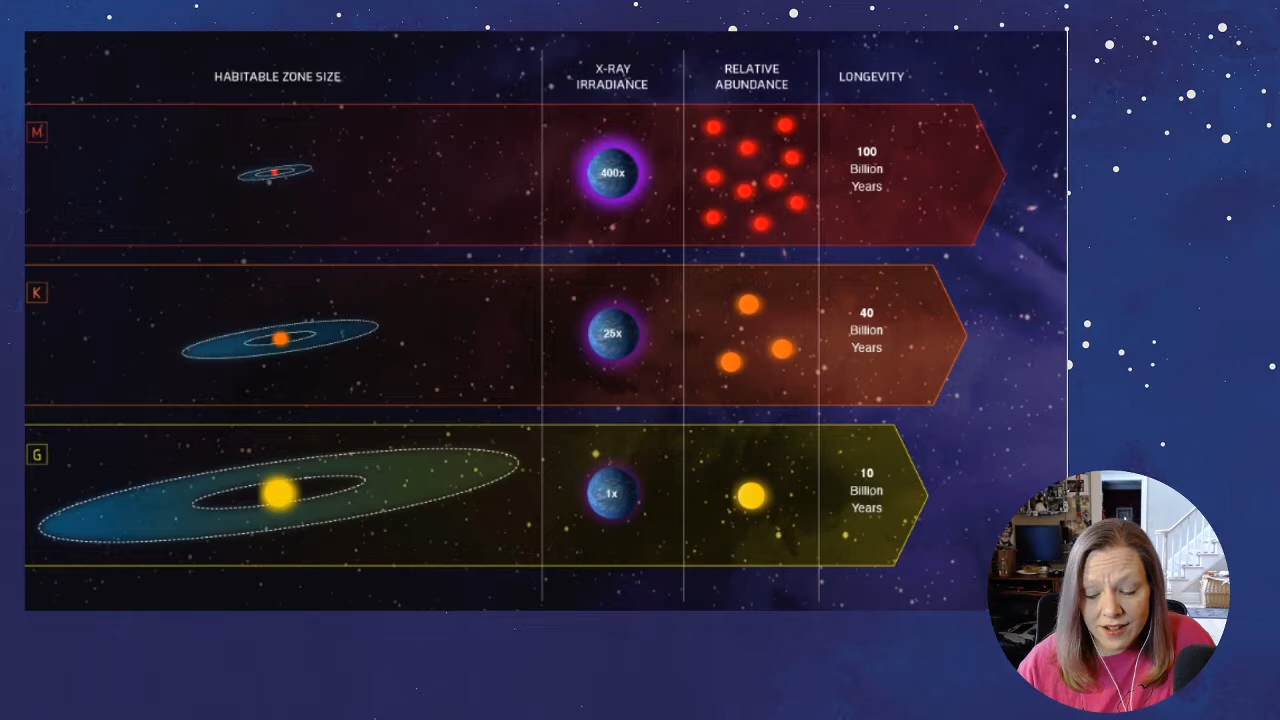 HABITABLE ZONE SIZE
X-RAY
IRRADIANCE
RELATIVE
ABUNDANCE
LONGEVITY
M
400x
100
Billion
Years
K
25x
40
Billion
Years
G
1x
10
Billion
Years